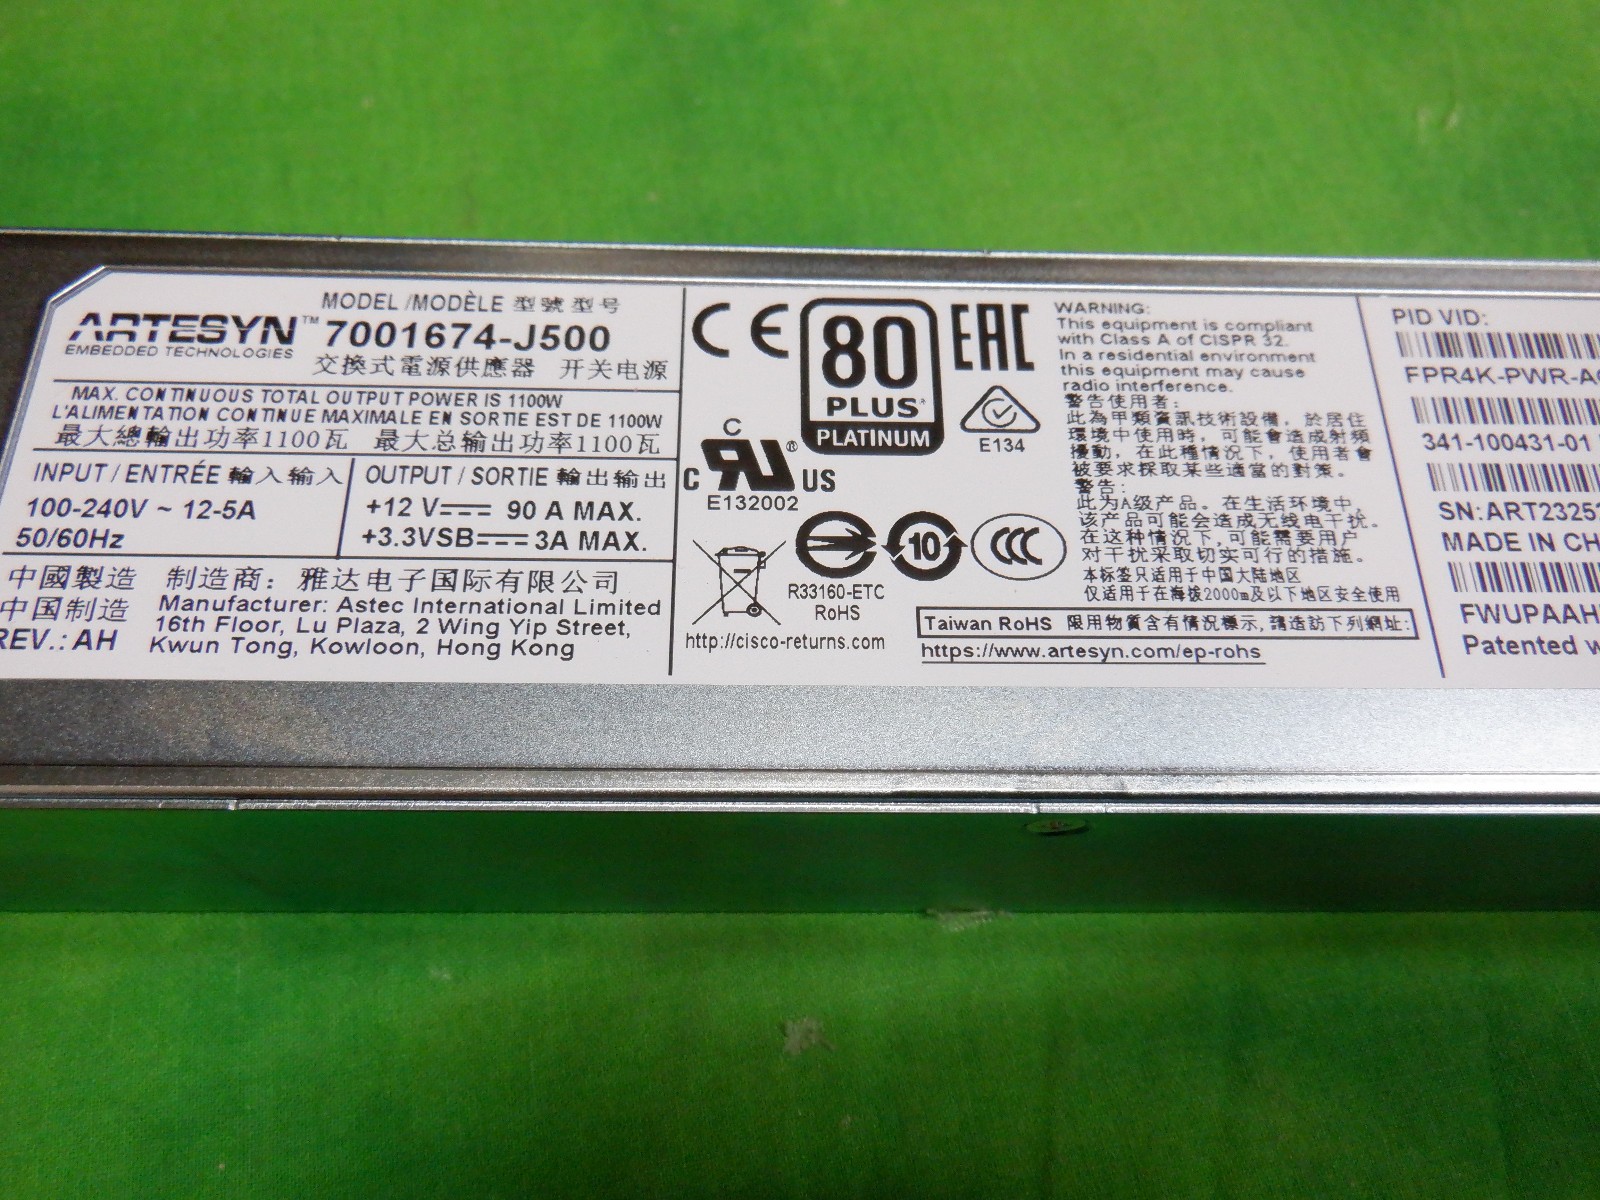 ARTESYN™
EMBEDDED TECHNOLOGIES
MODEL /MODÈLE 型號 型号
7001674-J500
交換式電源供應器 开关电源
MAX. CONTINUOUS TOTAL OUTPUT POWER IS 1100W
L'ALIMENTATION CONTINUE MAXIMALE EN SORTIE EST DE 1100W
最大總輸出功率1100瓦 最大总输出功率1100瓦
INPUT / ENTRÉE 輸入 输入
100-240V ~ 12-5A
50/60Hz
OUTPUT / SORTIE 輸出 输出
+12 V⎓ 90 A MAX.
+3.3VSB⎓ 3A MAX.
中國製造 制造商: 雅达电子国际有限公司
中国制造 Manufacturer: Astec International Limited
16th Floor, Lu Plaza, 2 Wing Yip Street,
REV.: AH Kwun Tong, Kowloon, Hong Kong
CE
80
PLUS
PLATINUM
EAC
E134
C
C RU® US
E132002
10
CCC
R33160-ETC
RoHS
http://cisco-returns.com
WARNING:
This equipment is compliant
with Class A of CISPR 32.
In a residential environment
this equipment may cause
radio interference.
警告使用者:
此為甲類資訊技術設備，於居住
環境中使用時，可能會造成射頻
擾動，在此種情況下，使用者會
被要求採取某些適當的對策。
警告:
此为A级产品。在生活环境中，
该产品可能会造成无线电干扰。
在这种情况下,可能需要用户
对干扰采取切实可行的措施。
本标签只适用于中国大陆地区
仅适用于在海拔2000m及以下地区安全使用
Taiwan RoHS 限用物質含有情況標示, 請造訪下列網址:
https://www.artesyn.com/ep-rohs
PID VID:
FPR4K-PWR-A
341-100431-01
SN:ART2325
MADE IN CH
FWUPAAH
Patented w